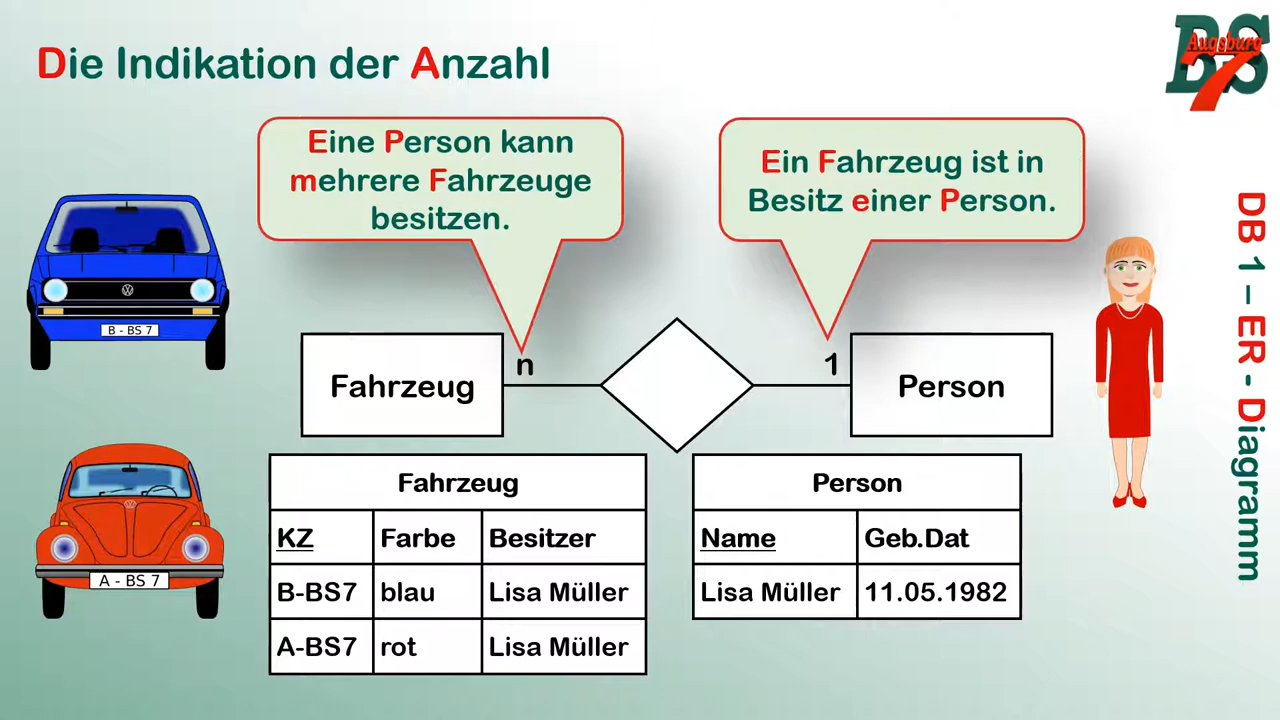 Die Indikation der Anzahl
BS
Augsburg
7
Eine Person kann
mehrere Fahrzeuge
besitzen.
Ein Fahrzeug ist in
Besitz einer Person.
B - BS 7
A - BS 7
Fahrzeug
n
1
Person
Fahrzeug
KZ Farbe Besitzer
B-BS7 blau Lisa Müller
A-BS7 rot Lisa Müller
Person
Name Geb.Dat
Lisa Müller 11.05.1982
DB 1 – ER - Diagramm